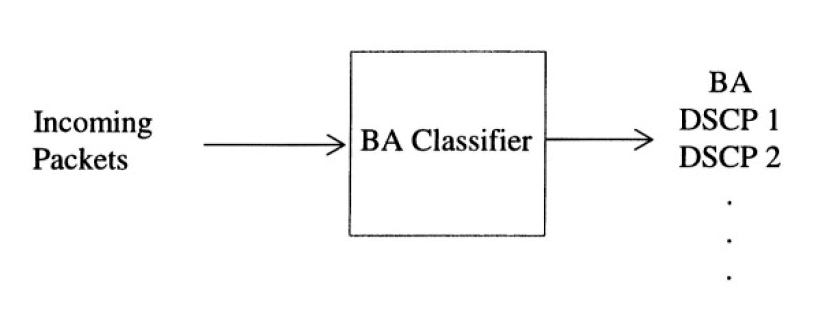 Incoming
Packets
BA Classifier
BA
DSCP 1
DSCP 2
.
.
.